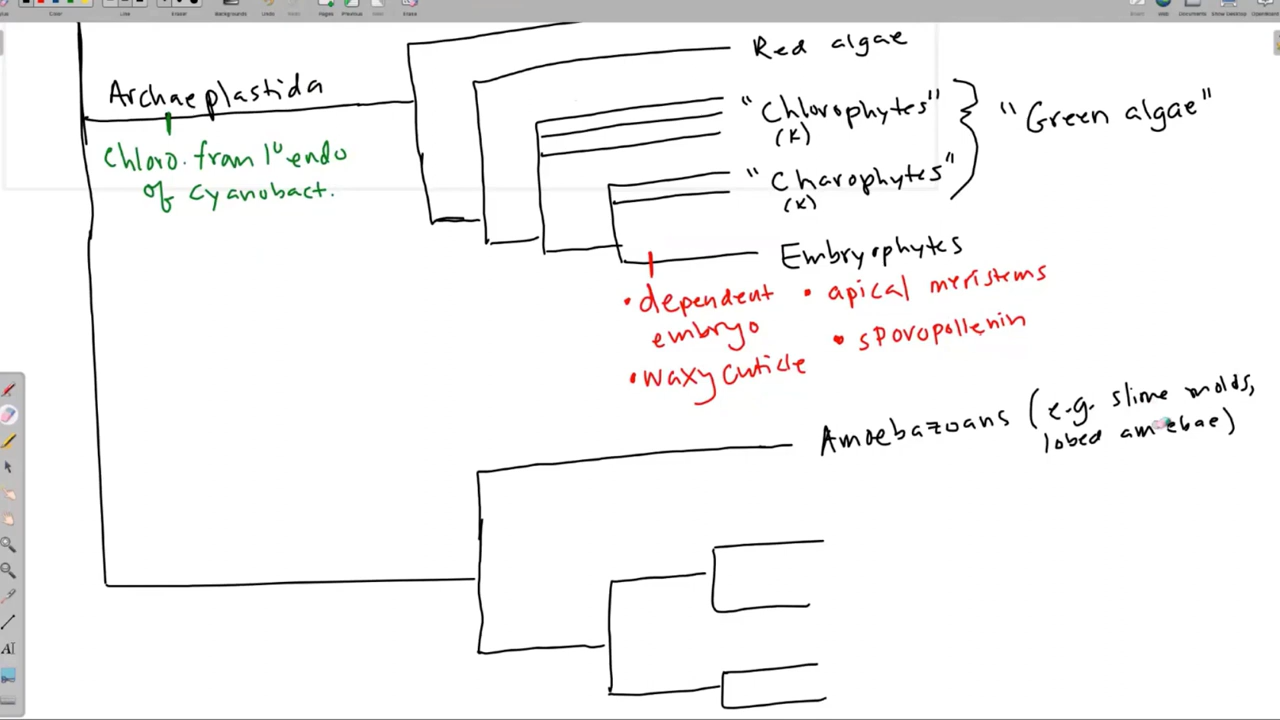 Red algae
Archaeplastida
"Chlorophytes"
(K)
"Green algae"
Chloro. from 1° endo
of cyanobact.
"Charophytes"
(K)
Embryophytes
• dependent
embryo
• waxy cuticle
• apical meristems
• sporopollenin
Amoebazoans (e.g. slime molds,
lobed amoebae)